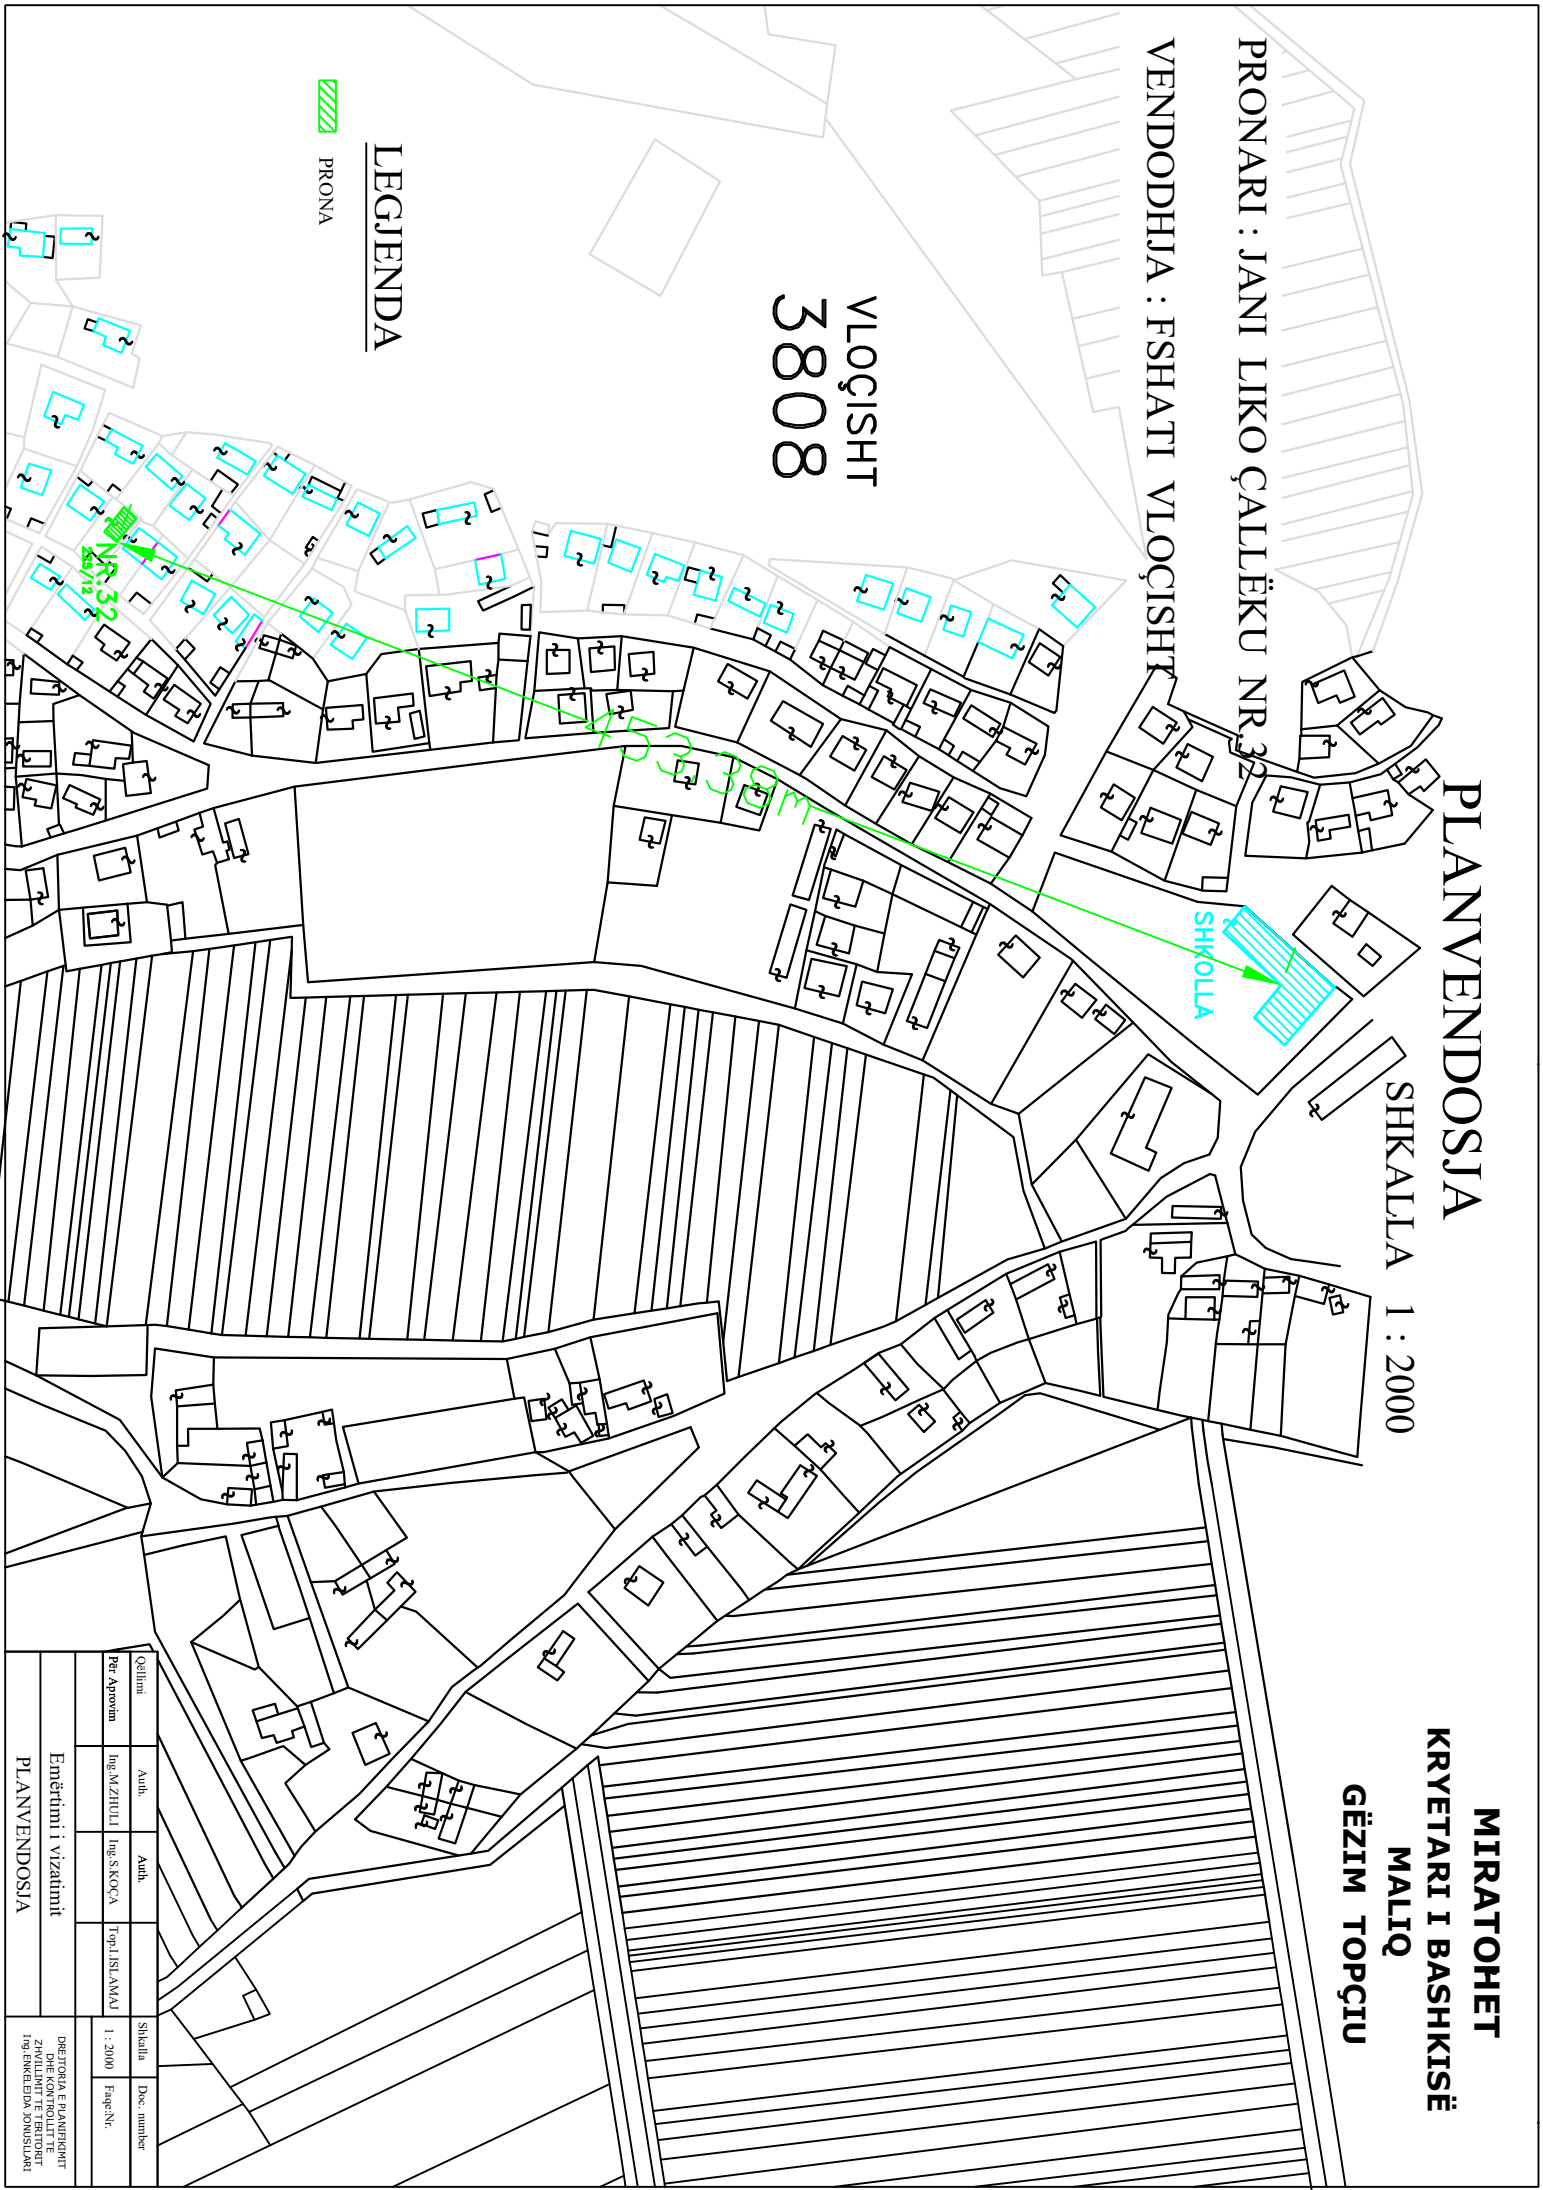 PLANVENDOSJA
SHKALLA 1 : 2000
PRONARI : JANI LIKO ÇALLËKU NR.32
VENDODHJA : FSHATI VLOÇISHT
MIRATOHET
KRYETARI I BASHKISË
MALIQ
GËZIM TOPÇIU
VLOÇISHT
3808
SHKOLLA
453,38m
NR.32
LEGJENDA
PRONA
Qëllimi
Auth.
Auth.
Shkalla
Doc. number
Për Aprovim
Ing.M.ZHULI
Ing.S.KOÇA
Top.I.ISLAMAJ
1 : 2000
Faqe:Nr.
Emërtimi i vizatimit
PLANVENDOSJA
DREJTORIA E PLANIFIKIMIT
DHE KONTROLLIT TE
ZHVILLIMIT TE TERITORIT
Ing.ENKELEJDA JONUSLLARI